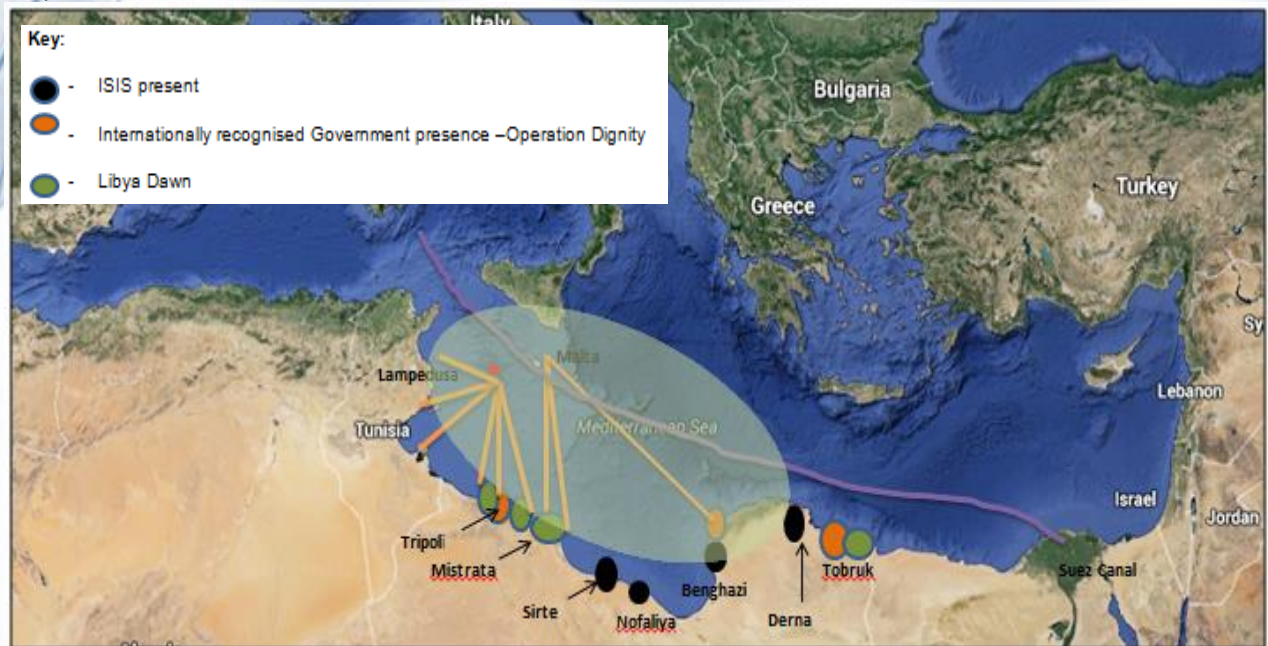 Italy
Key:
- ISIS present
- Internationally recognised Government presence –Operation Dignity
- Libya Dawn
Bulgaria
Turkey
Greece
Sy
Malta
Lampedusa
Lebanon
Mediterranean Sea
Tunisia
Israel
Jordan
Tripoli
Mistrata
Suez Canal
Tobruk
Benghazi
Sirte
Nofaliya
Derna